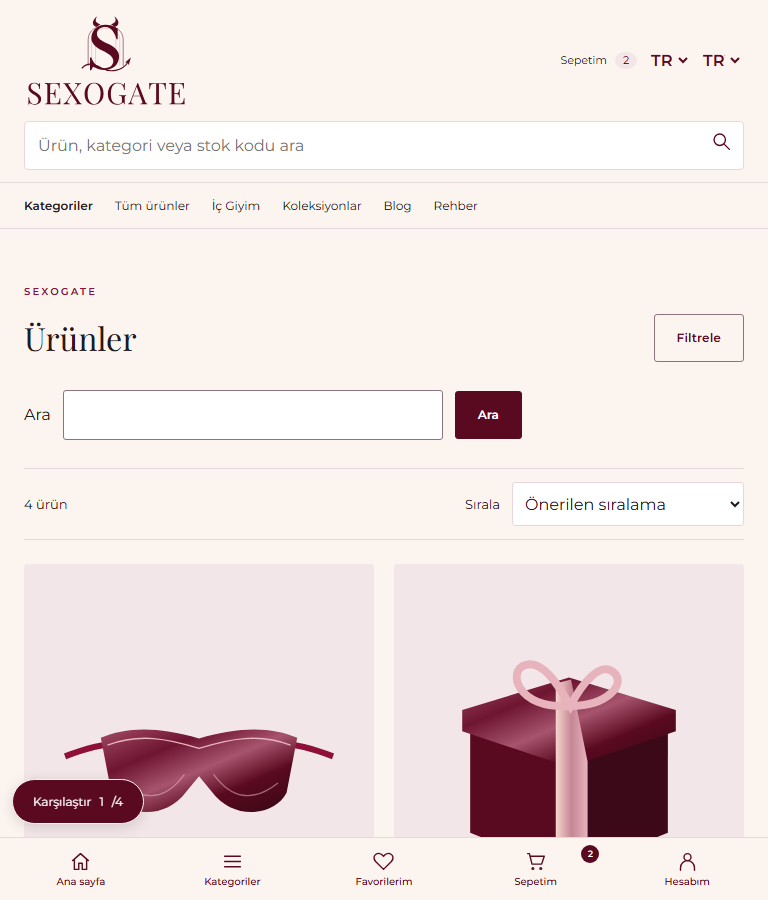 S
SEXOGATE
Sepetim 2 TR TR
Ürün, kategori veya stok kodu ara
Kategoriler Tüm ürünler İç Giyim Koleksiyonlar Blog Rehber
SEXOGATE
Ürünler
Filtrele
Ara Ara
4 ürün Sırala Önerilen sıralama
Karşılaştır 1 /4
2
Ana sayfa Kategoriler Favorilerim Sepetim Hesabım